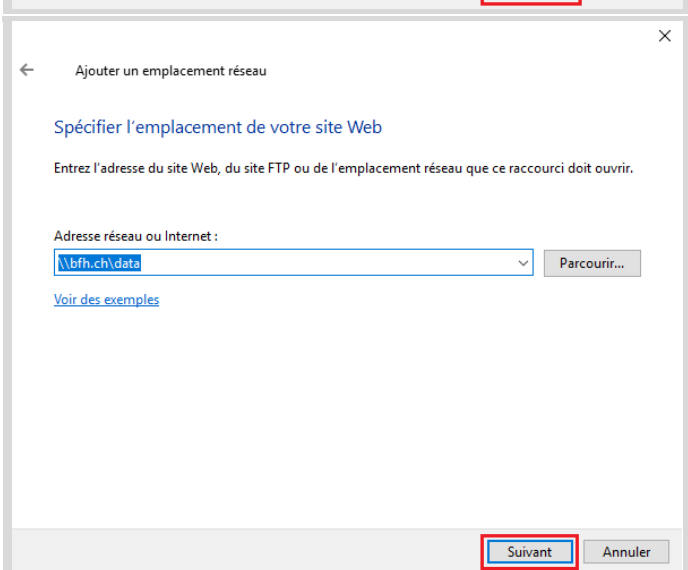 Ajouter un emplacement réseau
Spécifier l’emplacement de votre site Web
Entrez l’adresse du site Web, du site FTP ou de l’emplacement réseau que ce raccourci doit ouvrir.
Adresse réseau ou Internet :
\\bfh.ch\data
Parcourir...
Voir des exemples
Suivant
Annuler